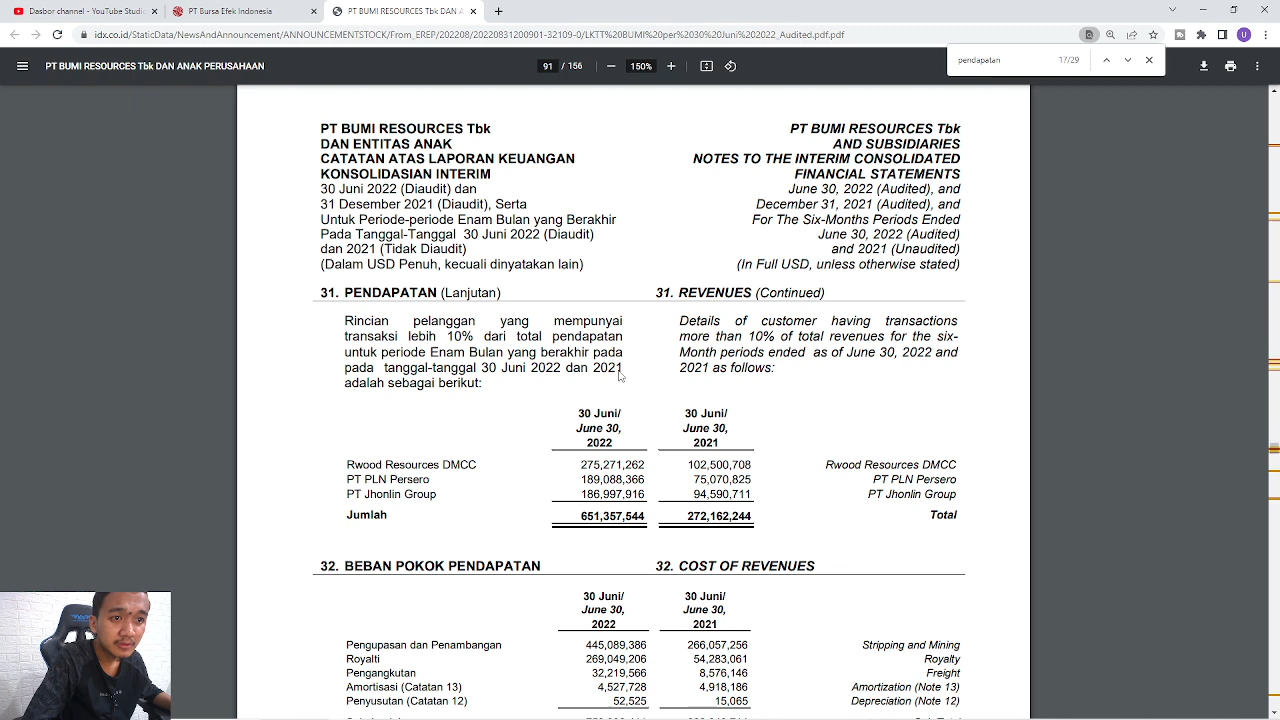 Dasbor channel - YouTube Studio
PT Bursa Efek Indonesia
PT BUMI RESOURCES Tbk DAN A
idx.co.id/StaticData/NewsAndAnnouncement/ANNOUNCEMENTSTOCK/From_EREP/202208/20220831200901-32109-0/LKTT%20BUMI%20per%2030%20Juni%202022_Audited.pdf.pdf
U
PT BUMI RESOURCES Tbk DAN ANAK PERUSAHAAN
91 / 156
150%
pendapatan 17/29
PT BUMI RESOURCES Tbk
DAN ENTITAS ANAK
CATATAN ATAS LAPORAN KEUANGAN
KONSOLIDASIAN INTERIM
30 Juni 2022 (Diaudit) dan
31 Desember 2021 (Diaudit), Serta
Untuk Periode-periode Enam Bulan yang Berakhir
Pada Tanggal-Tanggal 30 Juni 2022 (Diaudit)
dan 2021 (Tidak Diaudit)
(Dalam USD Penuh, kecuali dinyatakan lain)
PT BUMI RESOURCES Tbk
AND SUBSIDIARIES
NOTES TO THE INTERIM CONSOLIDATED
FINANCIAL STATEMENTS
June 30, 2022 (Audited), and
December 31, 2021 (Audited), and
For The Six-Months Periods Ended
June 30, 2022 (Audited)
and 2021 (Unaudited)
(In Full USD, unless otherwise stated)
31. PENDAPATAN (Lanjutan)
31. REVENUES (Continued)
Rincian pelanggan yang mempunyai
transaksi lebih 10% dari total pendapatan
untuk periode Enam Bulan yang berakhir pada
pada tanggal-tanggal 30 Juni 2022 dan 2021
adalah sebagai berikut:
Details of customer having transactions
more than 10% of total revenues for the six-
Month periods ended as of June 30, 2022 and
2021 as follows:
30 Juni/ 30 Juni/
June 30, June 30,
2022 2021
Rwood Resources DMCC 275,271,262 102,500,708 Rwood Resources DMCC
PT PLN Persero 189,088,366 75,070,825 PT PLN Persero
PT Jhonlin Group 186,997,916 94,590,711 PT Jhonlin Group
Jumlah 651,357,544 272,162,244 Total
32. BEBAN POKOK PENDAPATAN
32. COST OF REVENUES
30 Juni/ 30 Juni/
June 30, June 30,
2022 2021
Pengupasan dan Penambangan 445,089,386 266,057,256 Stripping and Mining
Royalti 269,049,206 54,283,061 Royalty
Pengangkutan 32,219,566 8,576,146 Freight
Amortisasi (Catatan 13) 4,527,728 4,918,186 Amortization (Note 13)
Penyusutan (Catatan 12) 52,525 15,065 Depreciation (Note 12)